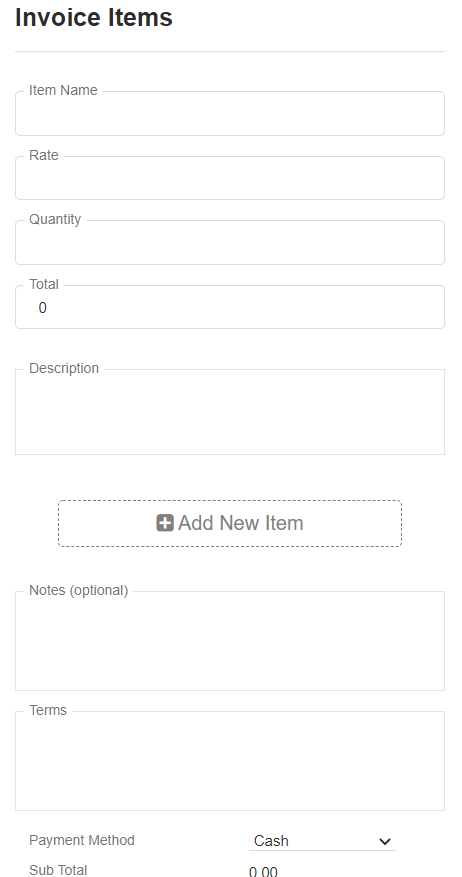 Invoice Items
Item Name
Rate
Quantity
Total
0
Description
Add New Item
Notes (optional)
Terms
Payment Method Cash
Sub Total 0.00